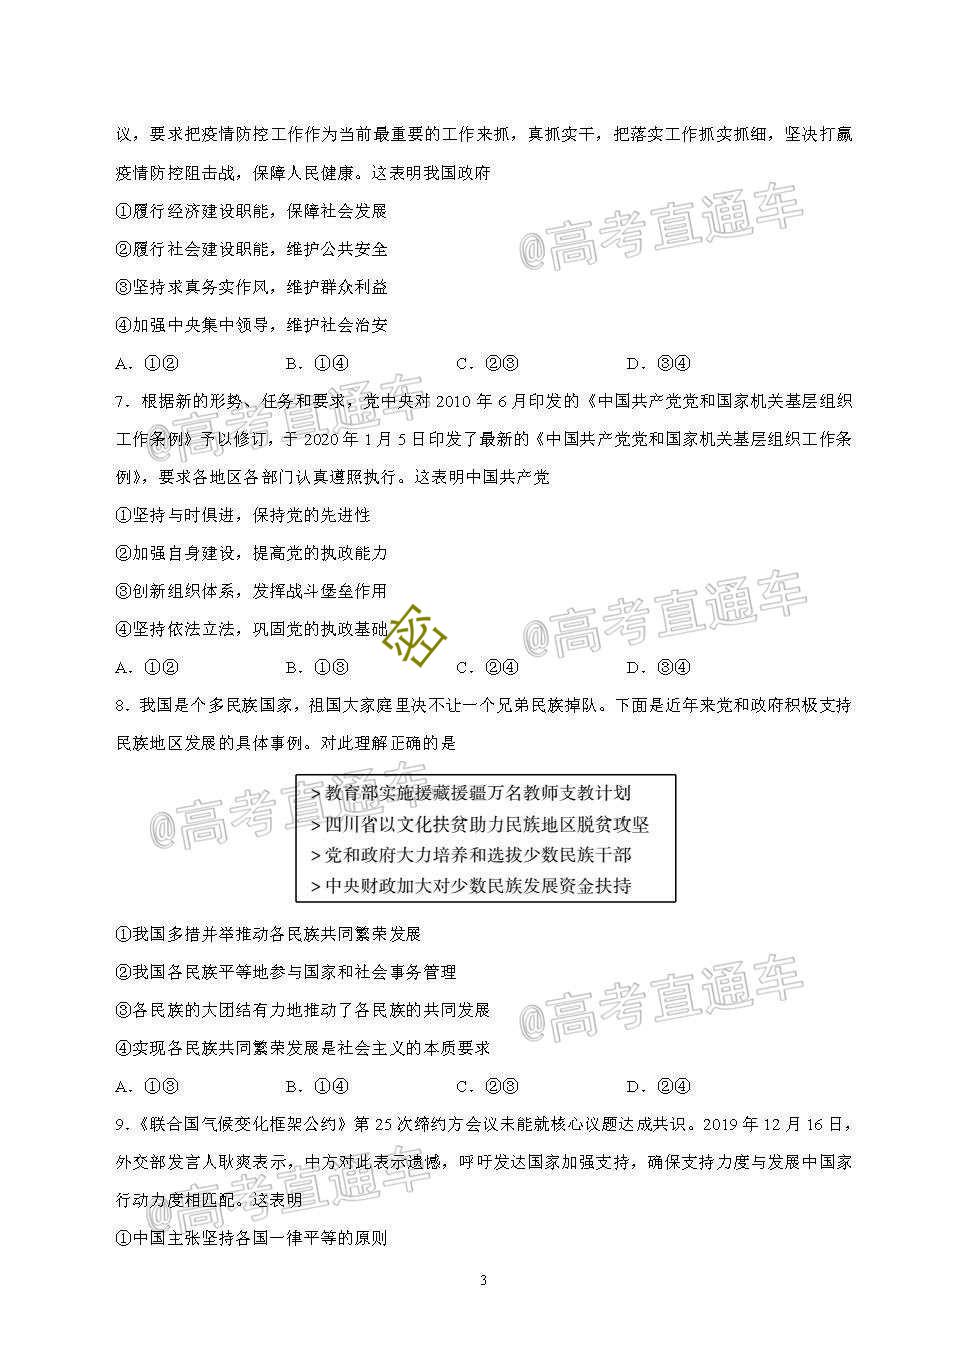 议，要求把疫情防控工作作为当前最重要的工作来抓，真抓实干，把落实工作抓实抓细，坚决打赢
疫情防控阻击战，保障人民健康。这表明我国政府
①履行经济建设职能，保障社会发展
@高考直通车
②履行社会建设职能，维护公共安全
③坚持求真务实作风，维护群众利益
④加强中央集中领导，维护社会治安
A．①② B．①④ C．②③ D．③④
@高考直通车
7．根据新的形势、任务和要求，党中央对 2010 年 6 月印发的《中国共产党党和国家机关基层组织
工作条例》予以修订，于 2020 年 1 月 5 日印发了最新的《中国共产党党和国家机关基层组织工作条
例》，要求各地区各部门认真遵照执行。这表明中国共产党
①坚持与时俱进，保持党的先进性
②加强自身建设，提高党的执政能力
③创新组织体系，发挥战斗堡垒作用
@高考直通车
④坚持依法立法，巩固党的执政基础
A．①② B．①③ C．②④ D．③④
8．我国是个多民族国家，祖国大家庭里决不让一个兄弟民族掉队。下面是近年来党和政府积极支持
民族地区发展的具体事例。对此理解正确的是
@高考直通车
>教育部实施援藏援疆万名教师支教计划
>四川省以文化扶贫助力民族地区脱贫攻坚
>党和政府大力培养和选拔少数民族干部
>中央财政加大对少数民族发展资金扶持
①我国多措并举推动各民族共同繁荣发展
②我国各民族平等地参与国家和社会事务管理
③各民族的大团结有力地推动了各民族的共同发展
@高考直通车
④实现各民族共同繁荣发展是社会主义的本质要求
A．①③ B．①④ C．②③ D．②④
9．《联合国气候变化框架公约》第 25 次缔约方会议未能就核心议题达成共识。2019 年 12 月 16 日，
外交部发言人耿爽表示，中方对此表示遗憾，呼吁发达国家加强支持，确保支持力度与发展中国家
行动力度相匹配。这表明
@高考直通车
①中国主张坚持各国一律平等的原则
3